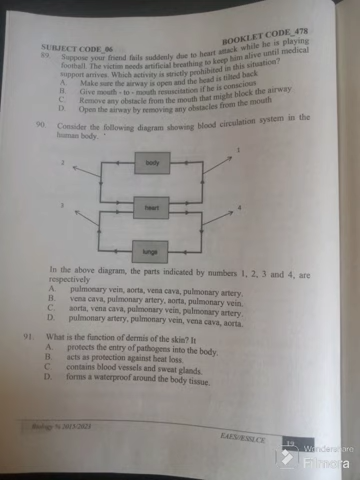 SUBJECT CODE_06
BOOKLET CODE_478
89. Suppose your friend fails suddenly due to heart attack while he is playing
football. The victim needs artificial breathing to keep him alive until medical
support arrives. Which activity is strictly prohibited in this situation?
A. Make sure the airway is open and the head is tilted back
B. Give mouth - to - mouth resuscitation if he is conscious
C. Remove any obstacle from the mouth that might block the airway
D. Open the airway by removing any obstacles from the mouth
90. Consider the following diagram showing blood circulation system in the
human body.
2
body
1
3
heart
4
lungs
In the above diagram, the parts indicated by numbers 1, 2, 3 and 4, are
respectively
A. pulmonary vein, aorta, vena cava, pulmonary artery.
B. vena cava, pulmonary artery, aorta, pulmonary vein.
C. aorta, vena cava, pulmonary vein, pulmonary artery.
D. pulmonary artery, pulmonary vein, vena cava, aorta.
91. What is the function of dermis of the skin? It
A. protects the entry of pathogens into the body.
B. acts as protection against heat loss.
C. contains blood vessels and sweat glands.
D. forms a waterproof around the body tissue.
EAES/ESSLCE
Wondershare
Filmora